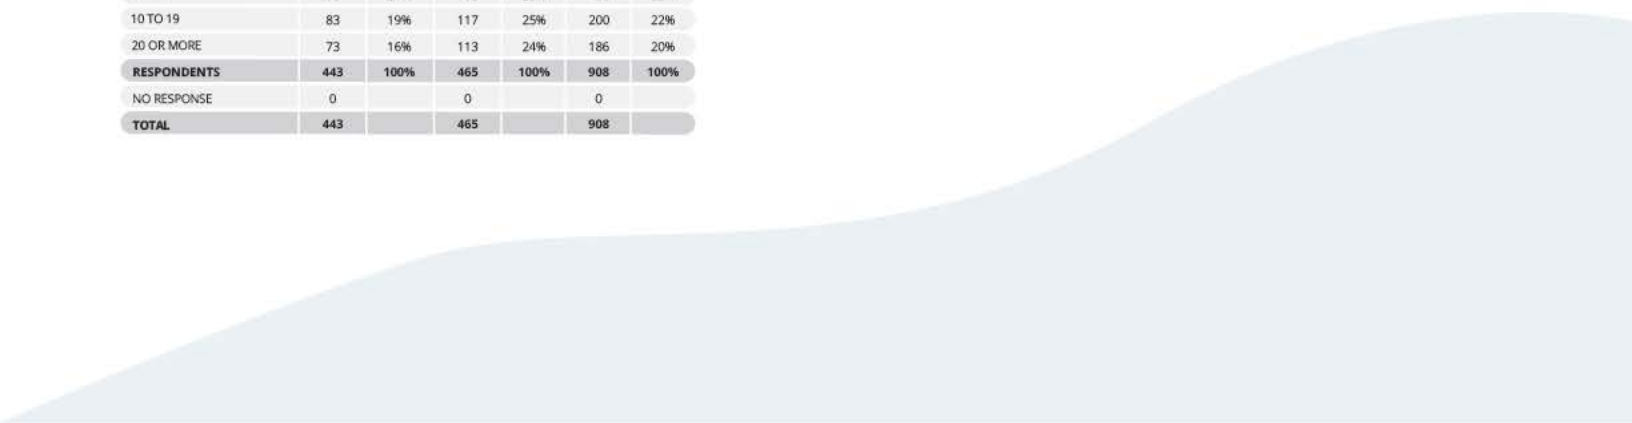 10 TO 19 83 19% 117 25% 200 22%
20 OR MORE 73 16% 113 24% 186 20%
RESPONDENTS 443 100% 465 100% 908 100%
NO RESPONSE 0 0 0
TOTAL 443 465 908